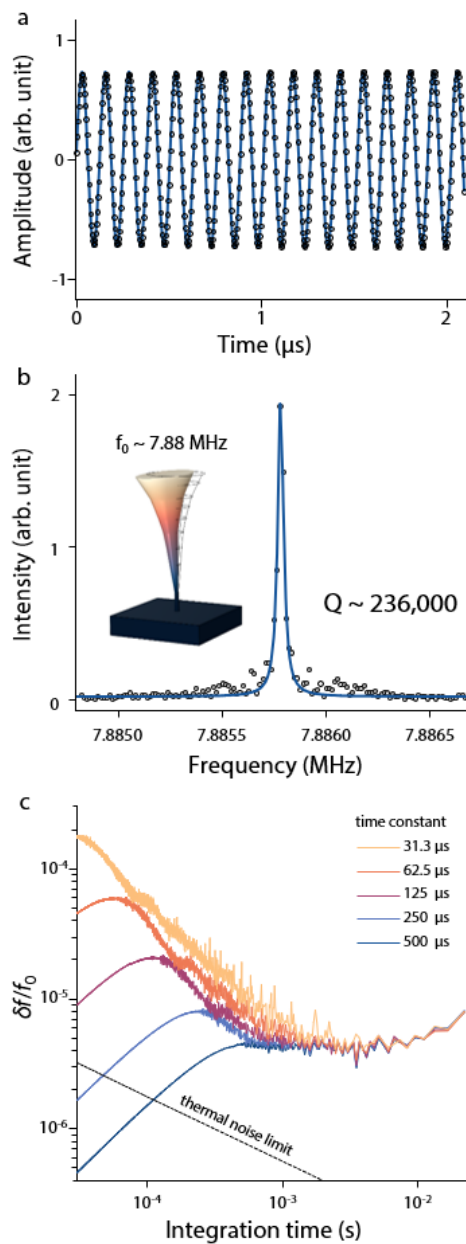 a
1
0
-1
Amplitude (arb. unit)
0
1
2
Time (µs)
b
2
1
0
Intensity (arb. unit)
f₀ ~ 7.88 MHz
Q ~ 236,000
7.8850
7.8855
7.8860
7.8865
Frequency (MHz)
c
time constant
31.3 µs
62.5 µs
125 µs
250 µs
500 µs
10⁻⁴
10⁻⁵
10⁻⁶
δf/f₀
thermal noise limit
10⁻⁴
10⁻³
10⁻²
Integration time (s)